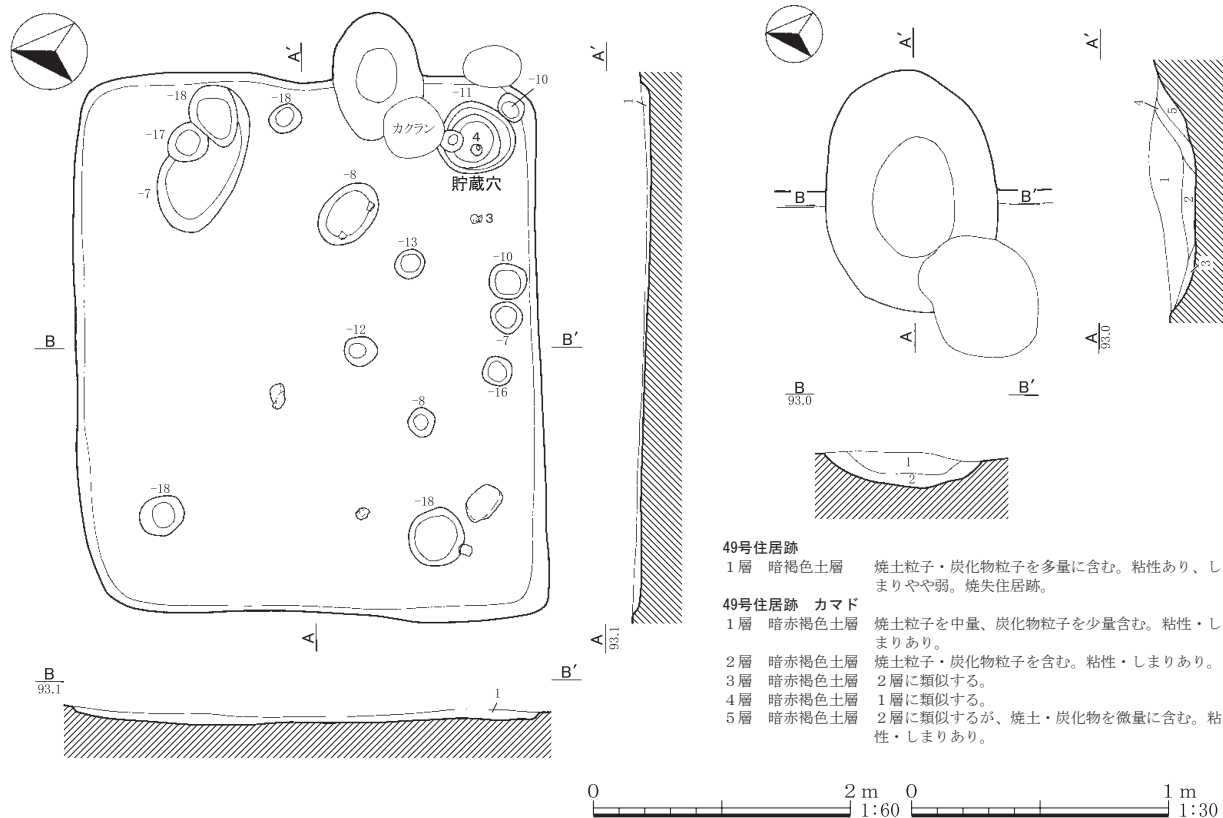 A′
A′
-18
-18
-11
-10
1
-17
カクラン
4
-7
貯蔵穴
-8
3
-13
-10
-12
-7
B
B′
-16
-8
-18
-18
A
A
93.1
B
93.1
B′
1
A′
A′
4
5
1
B
B′
2
3
A
A
93.0
B
93.0
B′
1
2
49号住居跡
1層 暗褐色土層 焼土粒子・炭化物粒子を多量に含む。粘性あり、し
まりやや弱。焼失住居跡。
49号住居跡 カマド
1層 暗赤褐色土層 焼土粒子を中量、炭化物粒子を少量含む。粘性・し
まりあり。
2層 暗赤褐色土層 焼土粒子・炭化物粒子を含む。粘性・しまりあり。
3層 暗赤褐色土層 2層に類似する。
4層 暗赤褐色土層 1層に類似する。
5層 暗赤褐色土層 2層に類似するが、焼土・炭化物を微量に含む。粘
性・しまりあり。
0 2 m
1:60
0 1 m
1:30